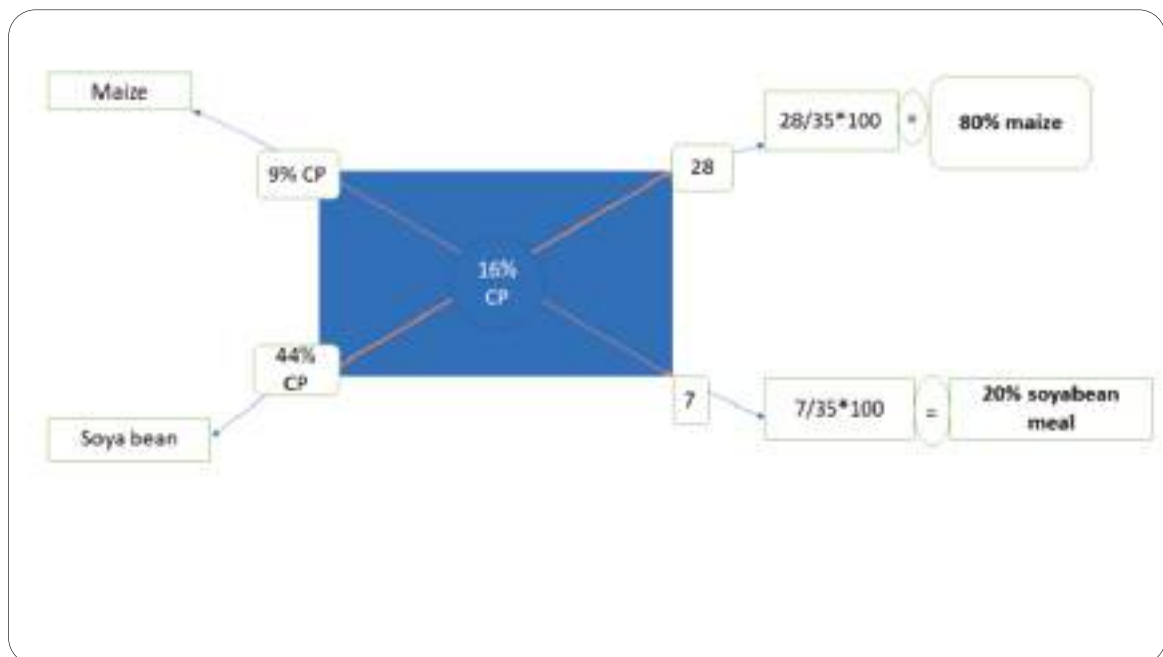 Maize
28/35*100
=
80% maize
9% CP
28
16%
CP
44%
CP
7
7/35*100
=
20% soyabean
meal
Soya bean